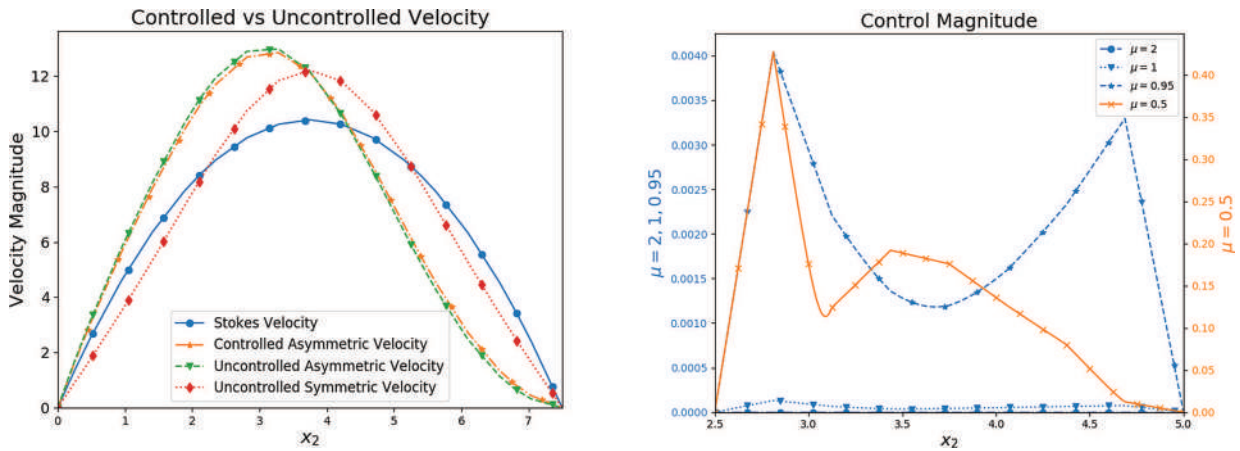 Controlled vs Uncontrolled Velocity
Velocity Magnitude
12
10
8
6
4
2
0
0 1 2 3 4 5 6 7
x₂
Stokes Velocity
Controlled Asymmetric Velocity
Uncontrolled Asymmetric Velocity
Uncontrolled Symmetric Velocity
Control Magnitude
μ = 2, 1, 0.95
0.0040
0.0035
0.0030
0.0025
0.0020
0.0015
0.0010
0.0005
0.0000
2.5 3.0 3.5 4.0 4.5 5.0
x₂
μ = 2
μ = 1
μ = 0.95
μ = 0.5
0.40
0.35
0.30
0.25
0.20
0.15
0.10
0.05
0.00
μ = 0.5